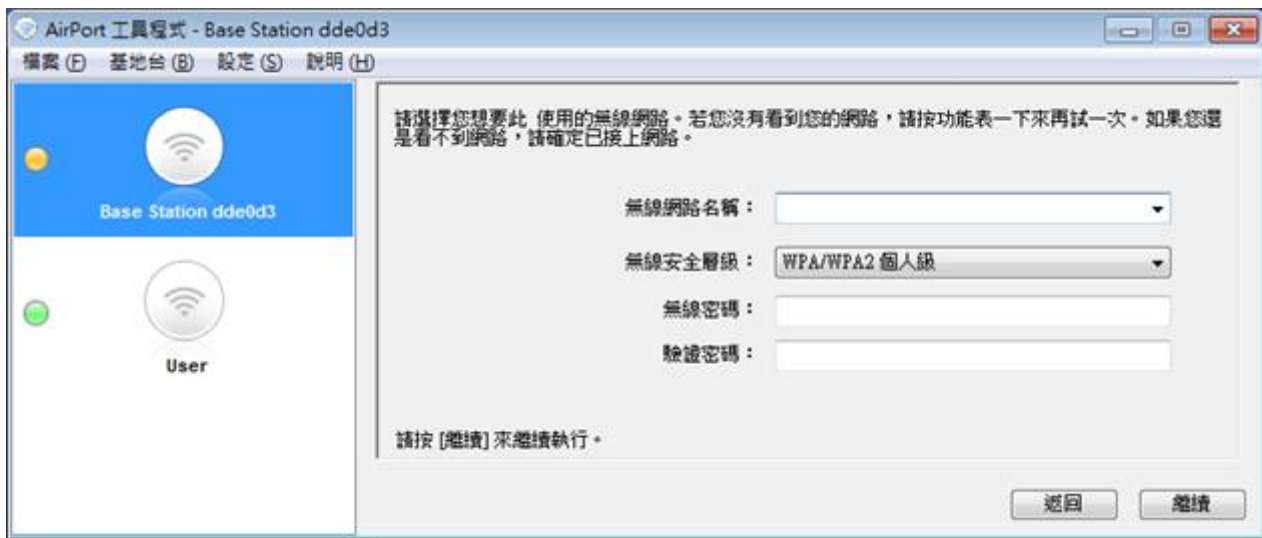 AirPort 工具程式 - Base Station dde0d3
檔案(F) 基地台(B) 設定(S) 說明(H)
Base Station dde0d3
User
請選擇您想要此 使用的無線網路。若您沒有看到您的網路，請按功能表一下來再試一次。如果您還
是看不到網路，請確定已接上網路。
無線網路名稱：
無線安全層級： WPA/WPA2 個人級
無線密碼：
驗證密碼：
請按 [繼續] 來繼續執行。
返回 繼續